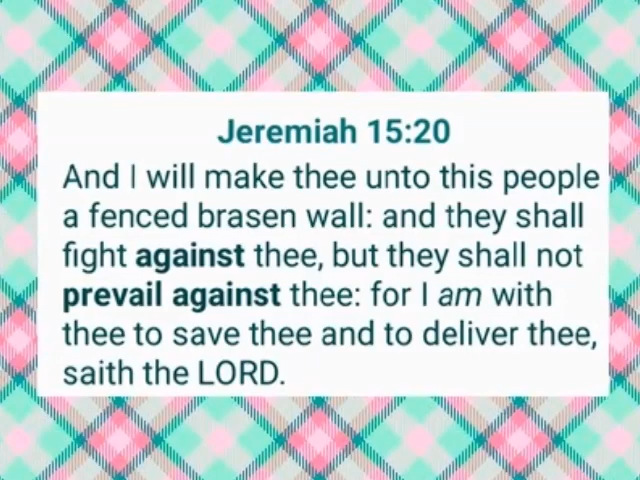 Jeremiah 15:20
And I will make thee unto this people
a fenced brasen wall: and they shall
fight against thee, but they shall not
prevail against thee: for I am with
thee to save thee and to deliver thee,
saith the LORD.